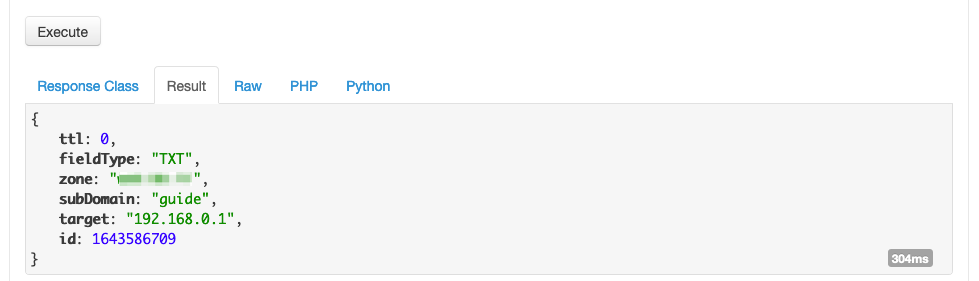 Execute
Response Class Result Raw PHP Python
{
ttl: 0,
fieldType: "TXT",
zone: "",
subDomain: "guide",
target: "192.168.0.1",
id: 1643586709
}
304ms